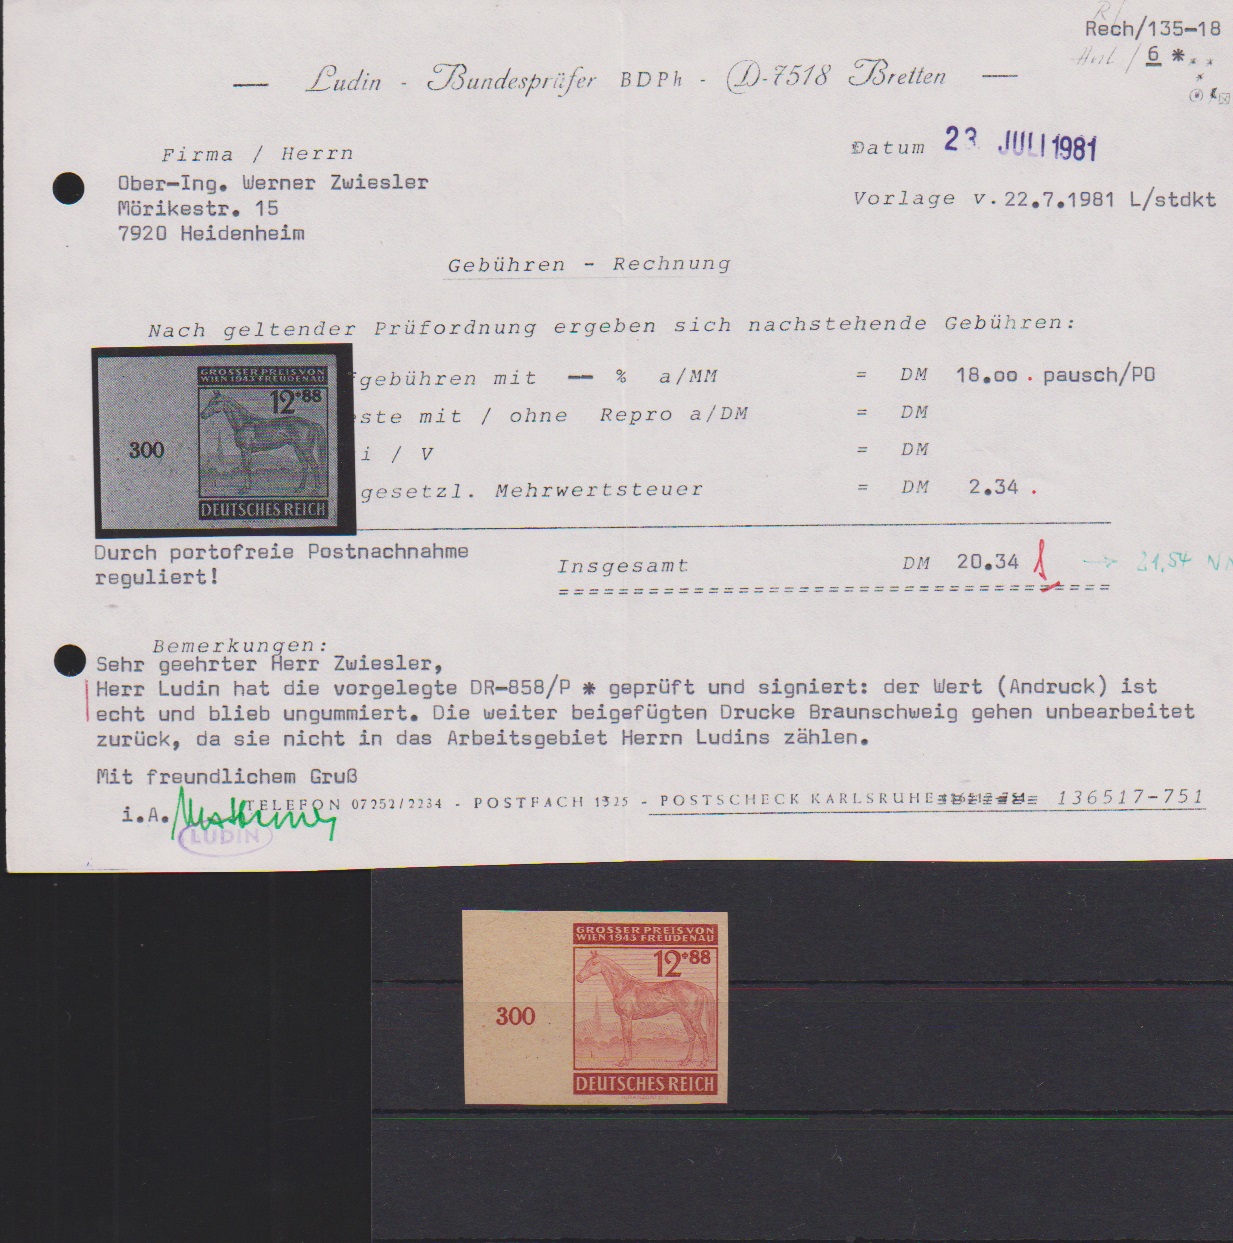 Rech/135-18
6 *
— Ludin - Bundesprüfer BDPh - D-7518 Bretten —
Firma / Herrn
Datum 23 JULI 1981
Ober-Ing. Werner Zwiesler
Mörikestr. 15
7920 Heidenheim
Vorlage v. 22.7.1981 L/stdkt
Gebühren - Rechnung
Nach geltender Prüfordnung ergeben sich nachstehende Gebühren:
GROSSER PREIS VON
WIEN 1943 FREUDENAU
12+88
300
DEUTSCHES REICH
fgebühren mit — % a/MM = DM 18.oo . pausch/PO
este mit / ohne Repro a/DM = DM
i / V = DM
gesetzl. Mehrwertsteuer = DM 2.34 .
Durch portofreie Postnachnahme
reguliert!
Insgesamt DM 20.34 → 21,54 NN
Bemerkungen:
Sehr geehrter Herr Zwiesler,
Herr Ludin hat die vorgelegte DR-858/P * geprüft und signiert: der Wert (Andruck) ist
echt und blieb ungummiert. Die weiter beigefügten Drucke Braunschweig gehen unbearbeitet
zurück, da sie nicht in das Arbeitsgebiet Herrn Ludins zählen.
Mit freundlichem Gruß
i.A.
TELEFON 07252/2234 - POSTFACH 1325 - POSTSCHECK KARLSRUHE 136517-751
LUDIN
GROSSER PREIS VON
WIEN 1943 FREUDENAU
12+88
300
DEUTSCHES REICH